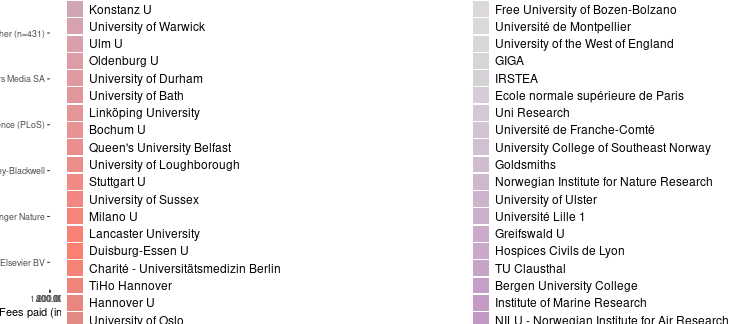 her (n=431)
s Media SA
ence (PLoS)
ey-Blackwell
nger Nature
Elsevier BV
Fees paid (in
Konstanz U
University of Warwick
Ulm U
Oldenburg U
University of Durham
University of Bath
Linköping University
Bochum U
Queen's University Belfast
University of Loughborough
Stuttgart U
University of Sussex
Milano U
Lancaster University
Duisburg-Essen U
Charité - Universitätsmedizin Berlin
TiHo Hannover
Hannover U
University of Oslo
Free University of Bozen-Bolzano
Université de Montpellier
University of the West of England
GIGA
IRSTEA
Ecole normale supérieure de Paris
Uni Research
Université de Franche-Comté
University College of Southeast Norway
Goldsmiths
Norwegian Institute for Nature Research
University of Ulster
Université Lille 1
Greifswald U
Hospices Civils de Lyon
TU Clausthal
Bergen University College
Institute of Marine Research
NILU - Norwegian Institute for Air Research